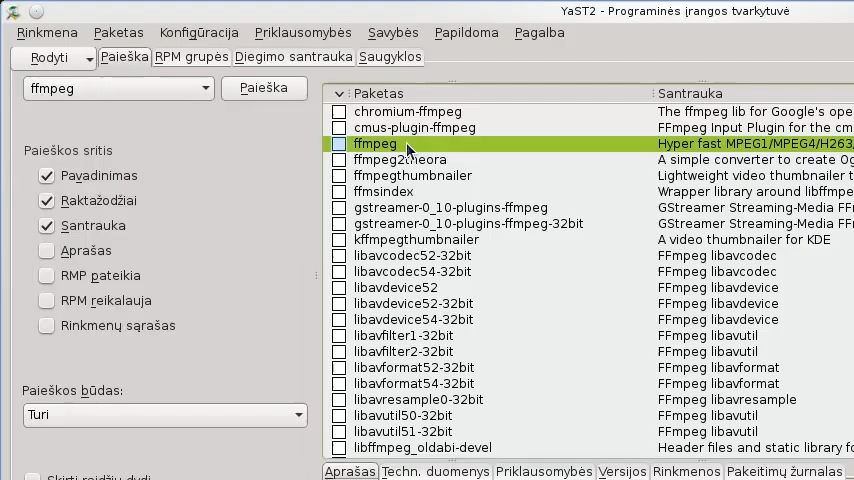 YaST2 - Programinės įrangos tvarkytuvė
Rinkmena Paketas Konfigūracija Priklausomybės Savybės Papildoma Pagalba
Rodyti Paieška RPM grupės Diegimo santrauka Saugyklos
ffmpeg Paieška
Paieškos sritis
Pavadinimas
Raktažodžiai
Santrauka
Aprašas
RMP pateikia
RPM reikalauja
Rinkmenų sąrašas
Paieškos būdas:
Turi
Skirti raidžių dydį
Paketas Santrauka
chromium-ffmpeg The ffmpeg lib for Google's ope
cmus-plugin-ffmpeg FFmpeg Input Plugin for the cm
ffmpeg Hyper fast MPEG1/MPEG4/H263,
ffmpeg2theora A simple converter to create Og
ffmpegthumbnailer Lightweight video thumbnailer t
ffmsindex Wrapper library around libffmpe
gstreamer-0_10-plugins-ffmpeg GStreamer Streaming-Media FFr
gstreamer-0_10-plugins-ffmpeg-32bit GStreamer Streaming-Media FFr
kffmpegthumbnailer A video thumbnailer for KDE
libavcodec52-32bit FFmpeg libavcodec
libavcodec54-32bit FFmpeg libavcodec
libavdevice52 FFmpeg libavdevice
libavdevice52-32bit FFmpeg libavdevice
libavdevice54-32bit FFmpeg libavdevice
libavfilter1-32bit FFmpeg libavutil
libavfilter2-32bit FFmpeg libavutil
libavformat52-32bit FFmpeg libavformat
libavformat54-32bit FFmpeg libavformat
libavresample0-32bit FFmpeg libavresample
libavutil50-32bit FFmpeg libavutil
libavutil51-32bit FFmpeg libavutil
libffmpeg_oldabi-devel Header files and static library fo
Aprašas Techn. duomenys Priklausomybės Versijos Rinkmenos Pakeitimų žurnalas